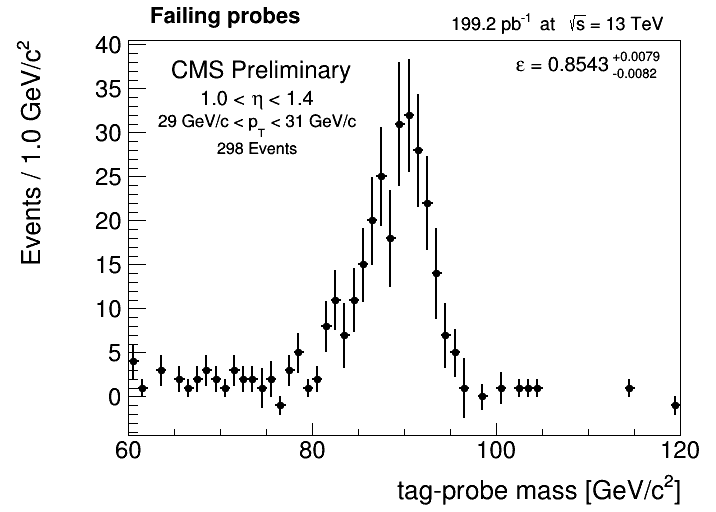 Failing probes
199.2 pb-1 at √s = 13 TeV
CMS Preliminary
1.0 < η < 1.4
29 GeV/c < pT < 31 GeV/c
298 Events
ε = 0.8543 +0.0079 -0.0082
Events / 1.0 GeV/c2
40
35
30
25
20
15
10
5
0
60 80 100 120
tag-probe mass [GeV/c2]